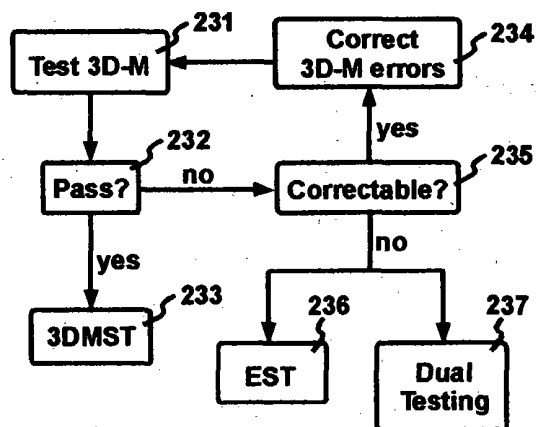 231
Test 3D-M
Correct
3D-M errors
234
yes
232
Pass?
no
Correctable?
235
no
yes
233
3DMST
236
EST
237
Dual
Testing